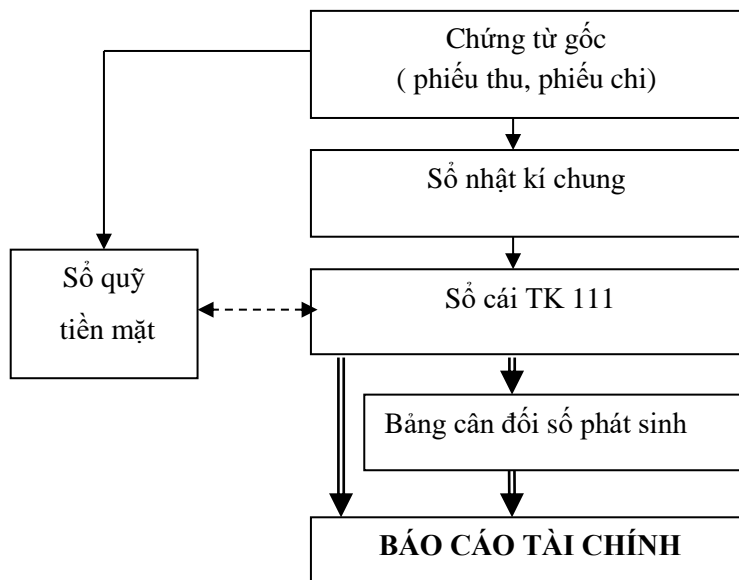 Chứng từ gốc
( phiếu thu, phiếu chi)
Sổ nhật kí chung
Sổ quỹ
tiền mặt
Sổ cái TK 111
Bảng cân đối số phát sinh
BÁO CÁO TÀI CHÍNH